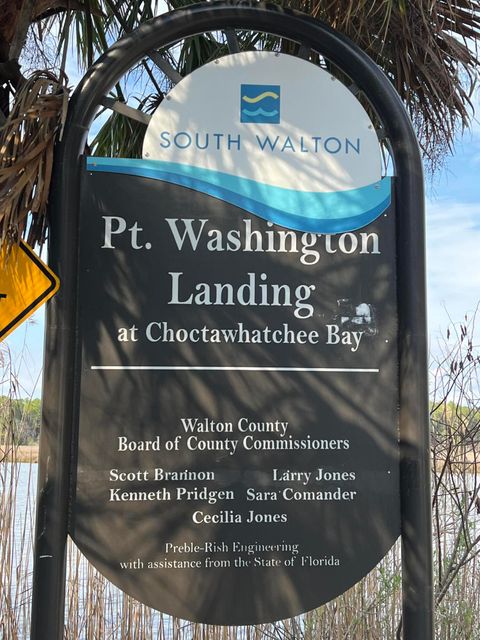 SOUTH WALTON
Pt. Washington
Landing
at Choctawhatchee Bay
Walton County
Board of County Commissioners
Scott Brannon Larry Jones
Kenneth Pridgen Sara Comander
Cecilia Jones
Preble-Rish Engineering
with assistance from the State of Florida